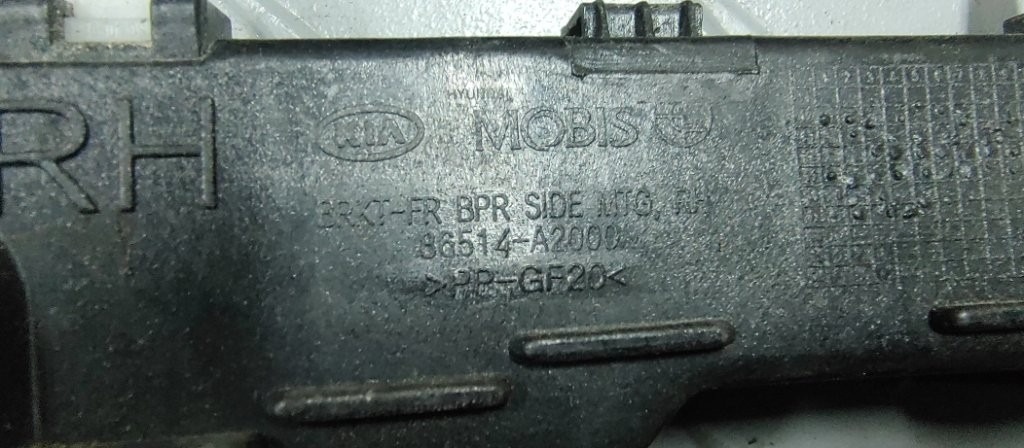 RH
HYUNDAI
KIA MOBIS
BRKT-FR BPR SIDE MTG, RH
86514-A2000
>PP-GF20<